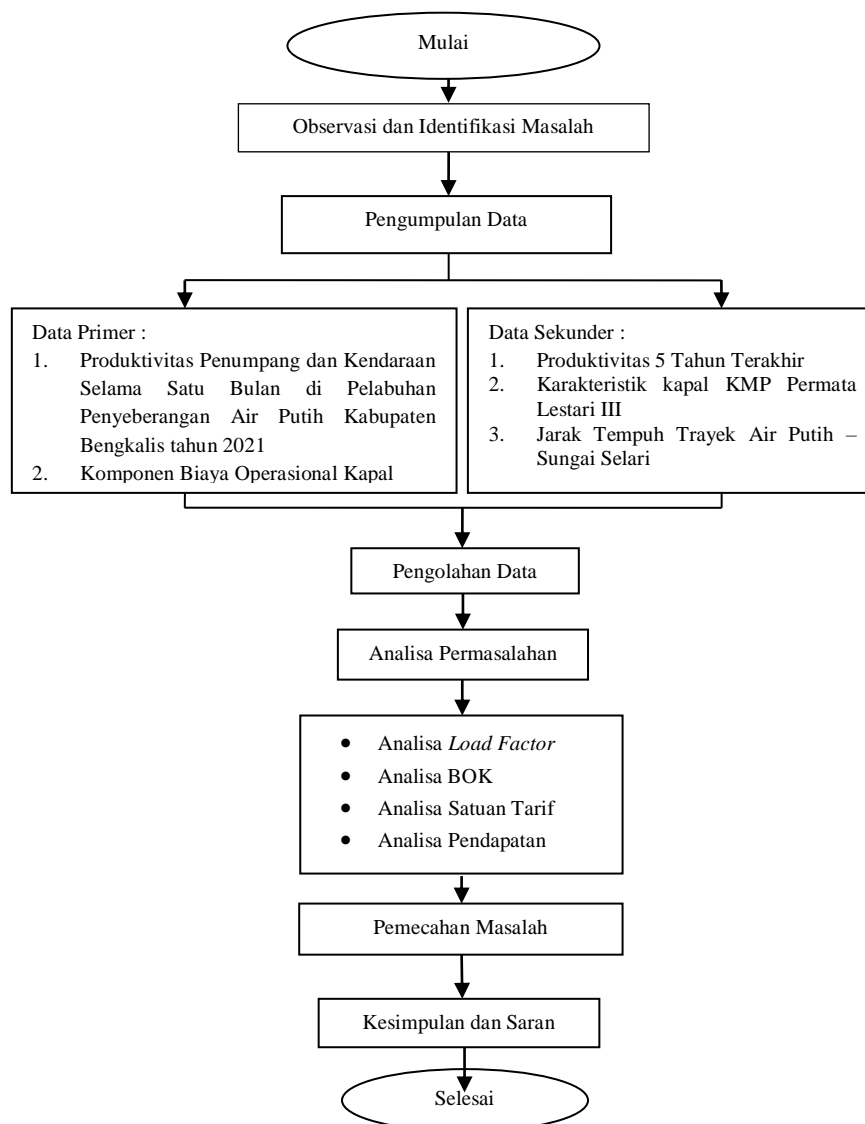 Mulai
Observasi dan Identifikasi Masalah
Pengumpulan Data
Data Primer :
1. Produktivitas Penumpang dan Kendaraan
Selama Satu Bulan di Pelabuhan
Penyeberangan Air Putih Kabupaten
Bengkalis tahun 2021
2. Komponen Biaya Operasional Kapal
Data Sekunder :
1. Produktivitas 5 Tahun Terakhir
2. Karakteristik kapal KMP Permata
Lestari III
3. Jarak Tempuh Trayek Air Putih –
Sungai Selari
Pengolahan Data
Analisa Permasalahan
• Analisa Load Factor
• Analisa BOK
• Analisa Satuan Tarif
• Analisa Pendapatan
Pemecahan Masalah
Kesimpulan dan Saran
Selesai